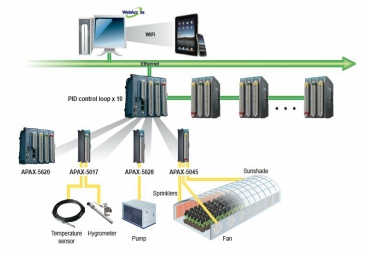 WebAccess
WiFi
Ethernet
PID control loop x 10
APAX-5620
APAX-5017
APAX-5028
APAX-5045
Sprinklers
Sunshade
Temperature
sensor
Hygrometer
Pump
Fan